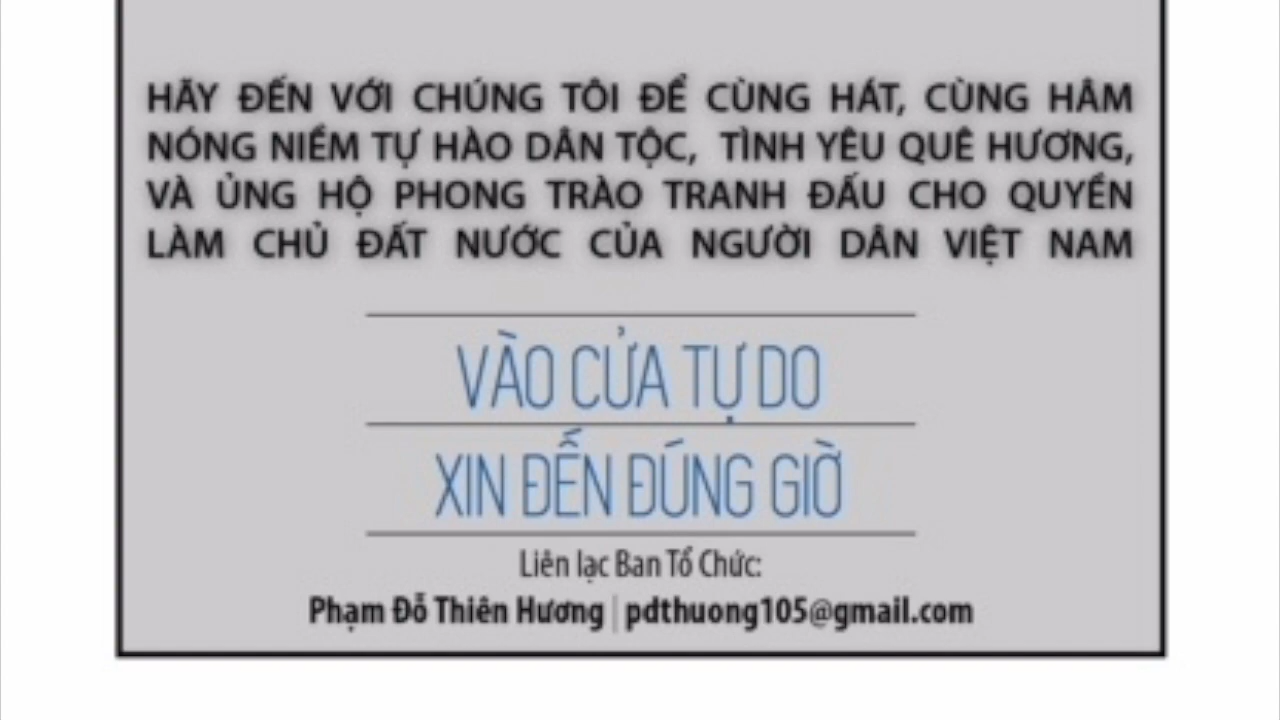 HÃY ĐẾN VỚI CHÚNG TÔI ĐỂ CÙNG HÁT, CÙNG HÂM
NÓNG NIỀM TỰ HÀO DÂN TỘC, TÌNH YÊU QUÊ HƯƠNG,
VÀ ỦNG HỘ PHONG TRÀO TRANH ĐẤU CHO QUYỀN
LÀM CHỦ ĐẤT NƯỚC CỦA NGƯỜI DÂN VIỆT NAM
VÀO CỬA TỰ DO
XIN ĐẾN ĐÚNG GIỜ
Liên lạc Ban Tổ Chức:
Phạm Đỗ Thiên Hương | pdthuong105@gmail.com